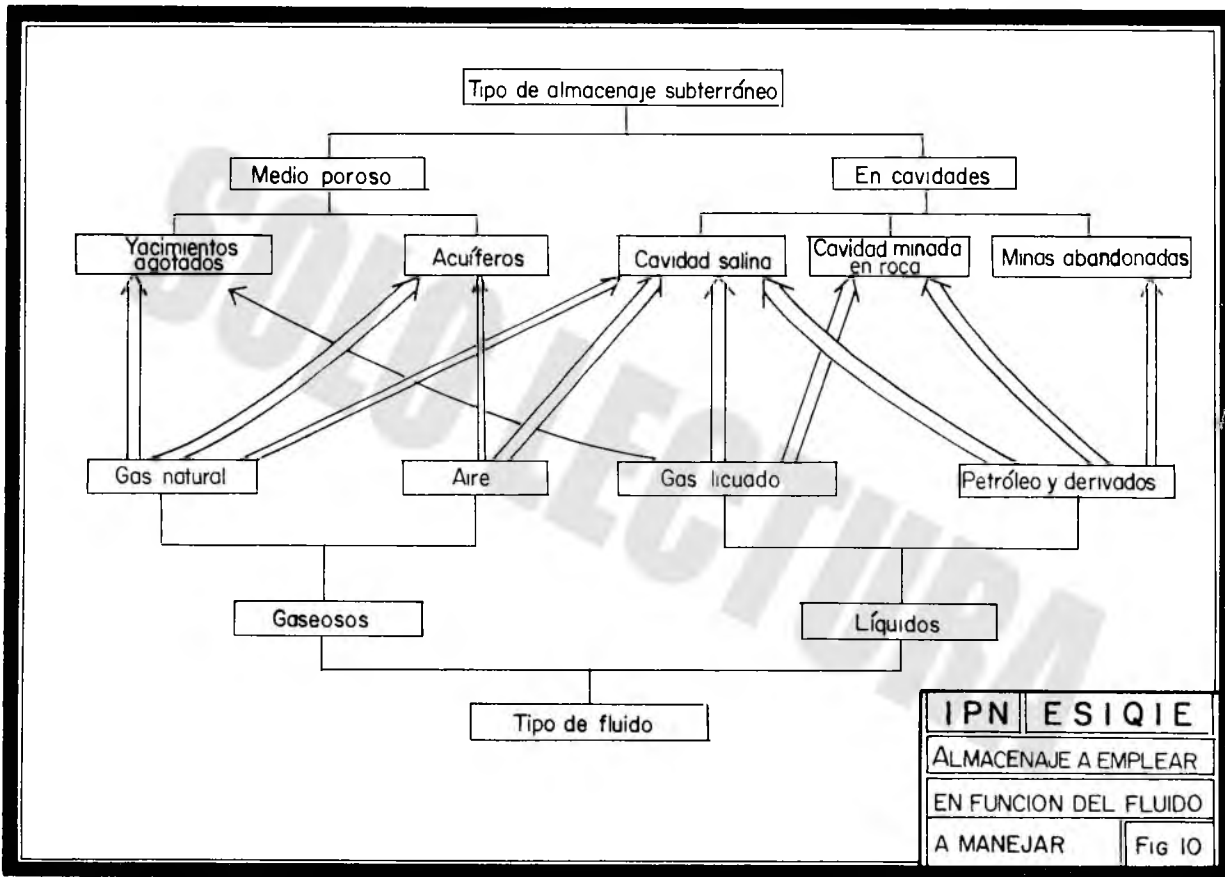 Tipo de almacenaje subterráneo
Medio poroso
En cavidades
Yacimientos
agotados
Acuíferos
Cavidad salina
Cavidad minada
en roca
Minas abandonadas
Gas natural
Aire
Gas licuado
Petróleo y derivados
Gaseosos
Líquidos
Tipo de fluido
SOLO LECTURA
IPN ESIQIE
ALMACENAJE A EMPLEAR
EN FUNCION DEL FLUIDO
A MANEJAR
FIG 10